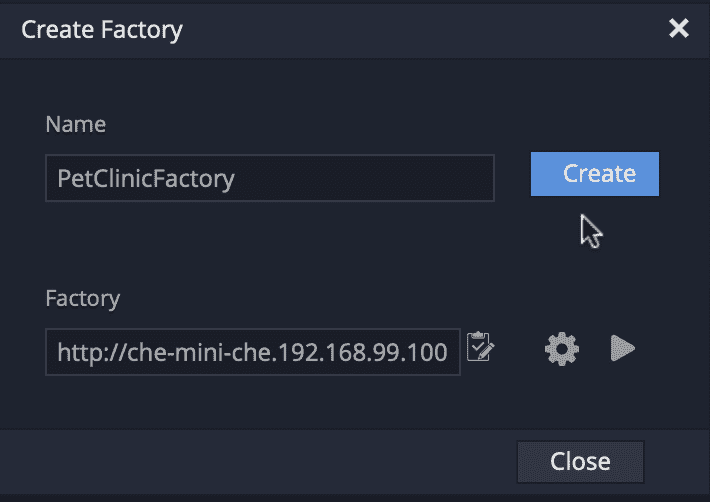 Create Factory
Name
PetClinicFactory
Create
Factory
http://che-mini-che.192.168.99.100
Close